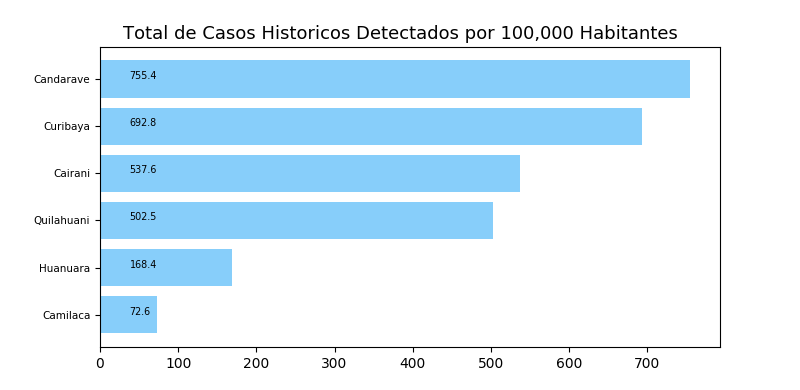 Total de Casos Historicos Detectados por 100,000 Habitantes
Candarave 755.4
Curibaya 692.8
Cairani 537.6
Quilahuani 502.5
Huanuara 168.4
Camilaca 72.6
0 100 200 300 400 500 600 700